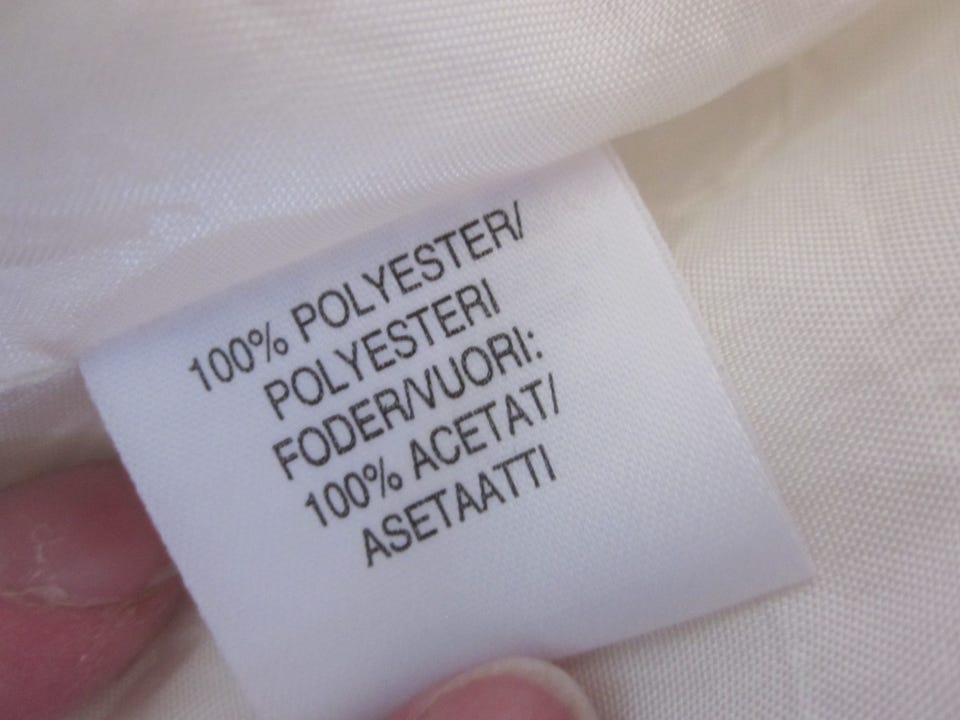 100% POLYESTER/
POLYESTERI
FODER/VUORI:
100% ACETAT/
ASETAATTI